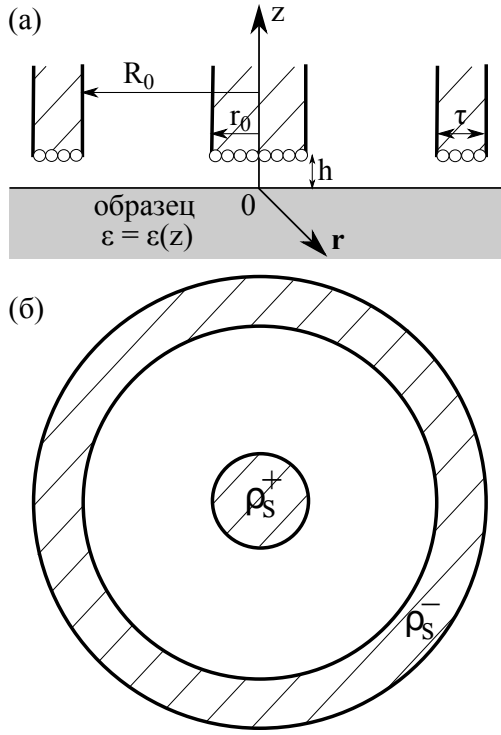 (а)
z
R₀
r₀
τ
h
образец
0
ε = ε(z)
r
(б)
ρₛ⁺
ρₛ⁻